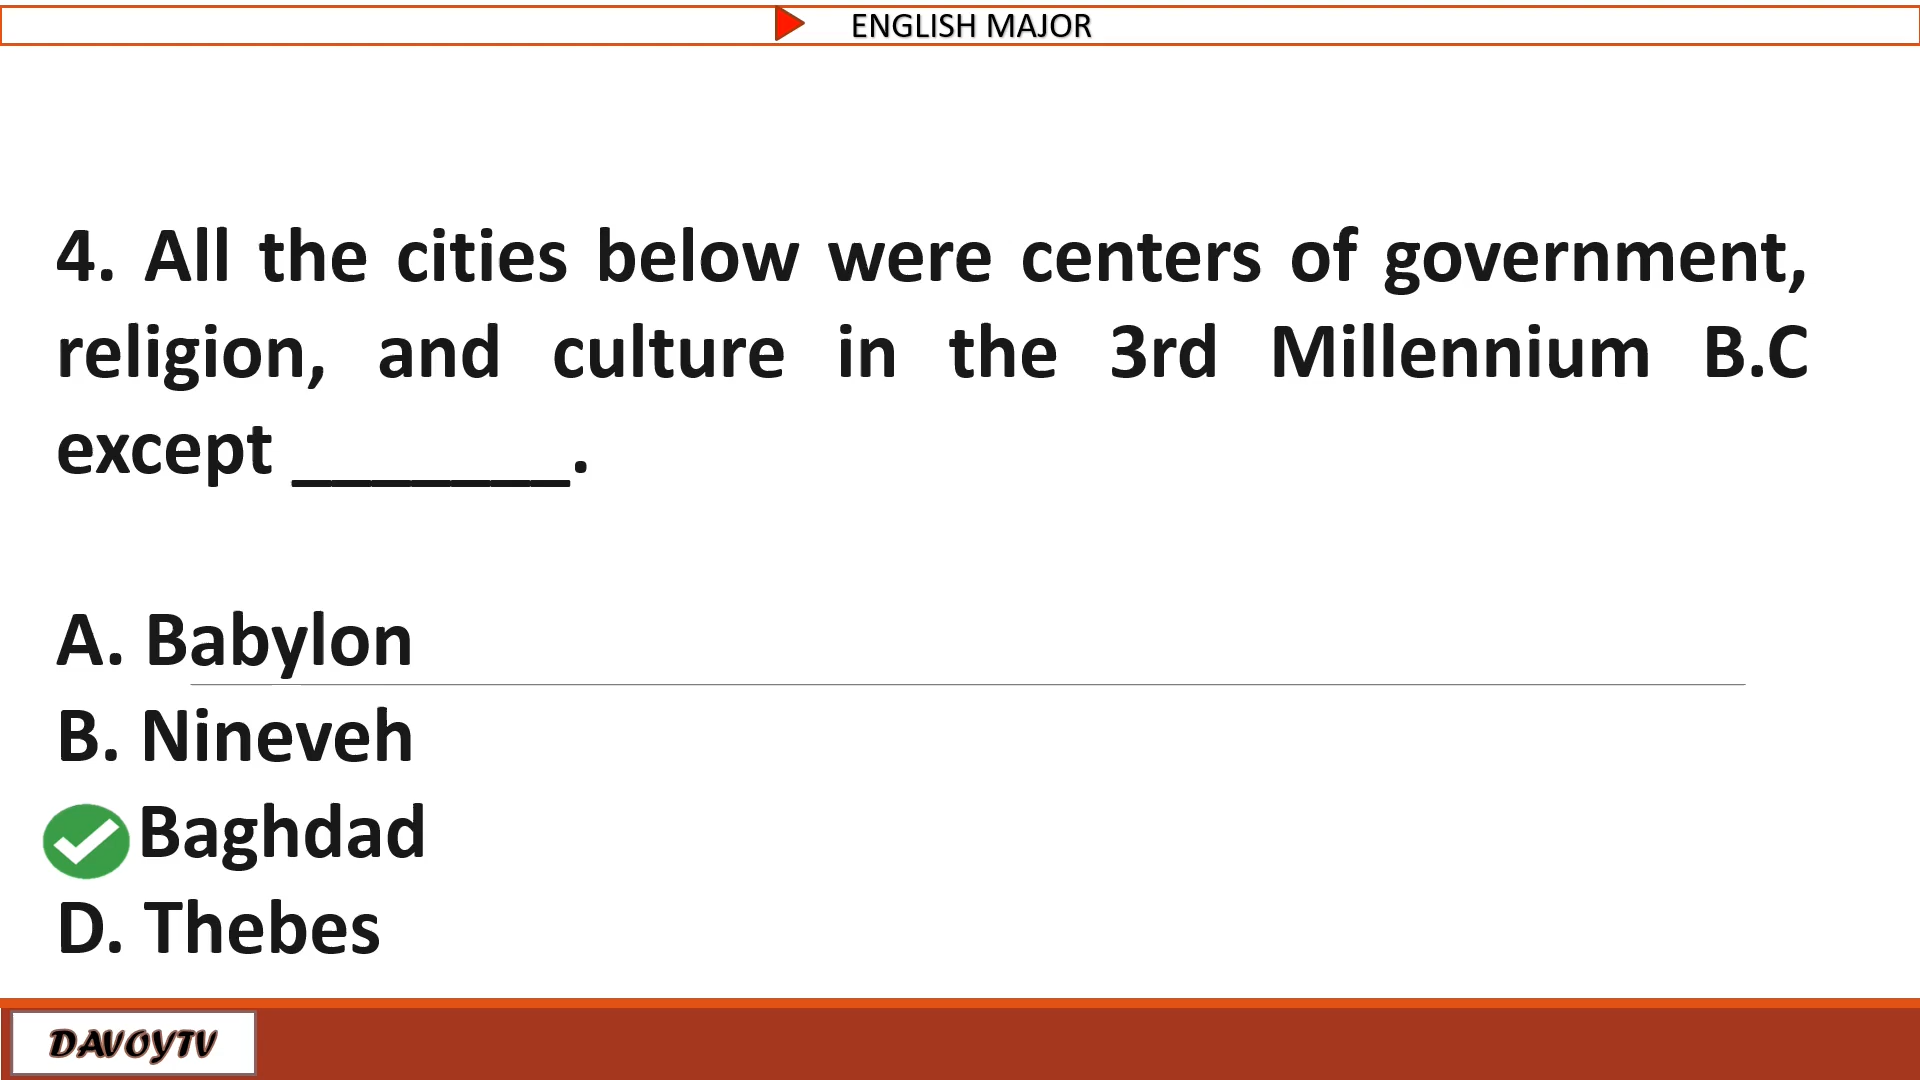 ENGLISH MAJOR
4. All the cities below were centers of government,
religion, and culture in the 3rd Millennium B.C
except _______.
A. Babylon
B. Nineveh
Baghdad
D. Thebes
DAVOYTV